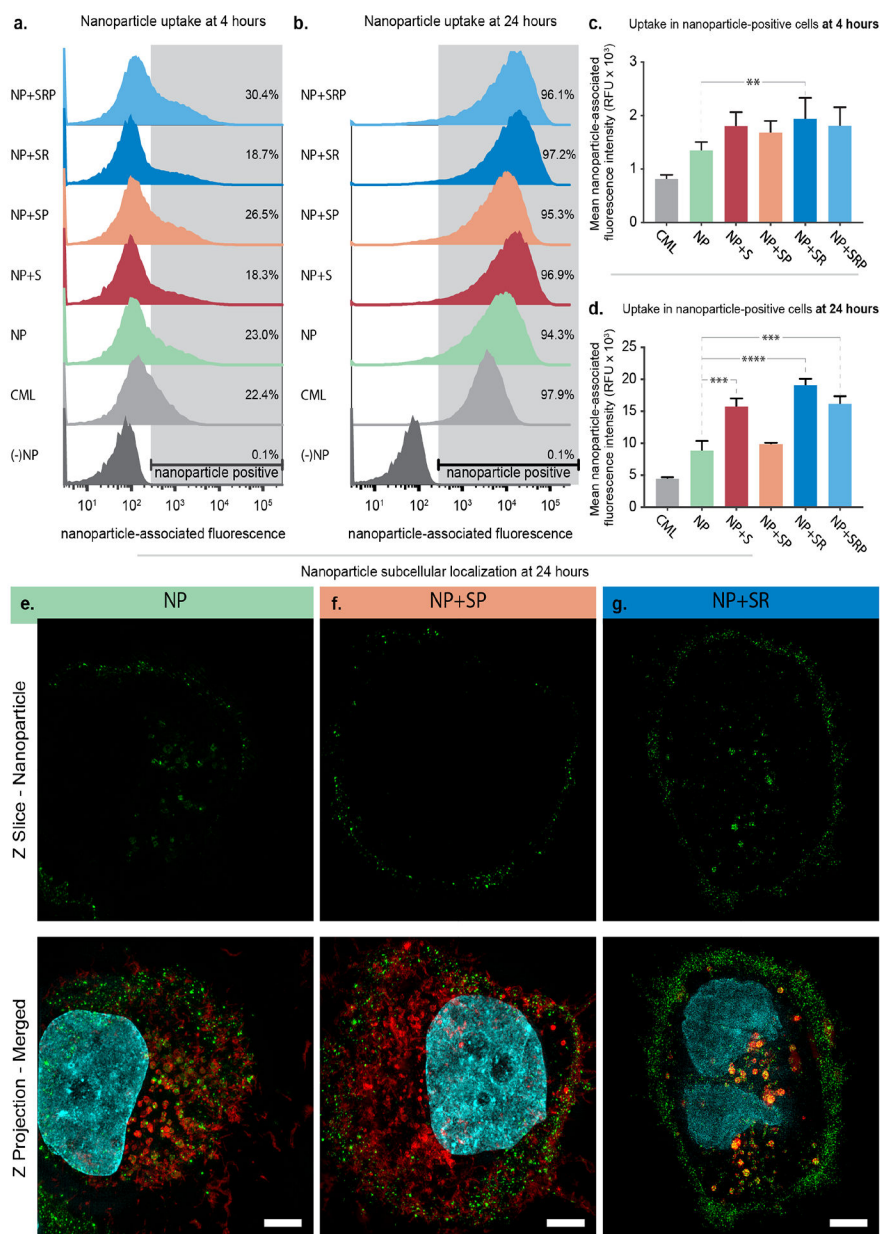 a.
Nanoparticle uptake at 4 hours
NP+SRP
30.4%
NP+SR
18.7%
NP+SP
26.5%
NP+S
18.3%
NP
23.0%
CML
22.4%
(-)NP
0.1%
nanoparticle positive
10¹ 10² 10³ 10⁴ 10⁵
nanoparticle-associated fluorescence
b.
Nanoparticle uptake at 24 hours
NP+SRP
96.1%
NP+SR
97.2%
NP+SP
95.3%
NP+S
96.9%
NP
94.3%
CML
97.9%
(-)NP
0.1%
nanoparticle positive
10¹ 10² 10³ 10⁴ 10⁵
nanoparticle-associated fluorescence
c.
Uptake in nanoparticle-positive cells at 4 hours
Mean nanoparticle-associated
fluorescence intensity (RFU x 10³)
3
2
1
0
**
CML NP NP+S NP+SP NP+SR NP+SRP
d.
Uptake in nanoparticle-positive cells at 24 hours
Mean nanoparticle-associated
fluorescence intensity (RFU x 10³)
25
20
15
10
5
0
***
****
***
CML NP NP+S NP+SP NP+SR NP+SRP
Nanoparticle subcellular localization at 24 hours
e. NP
f. NP+SP
g. NP+SR
Z Slice - Nanoparticle
Z Projection - Merged